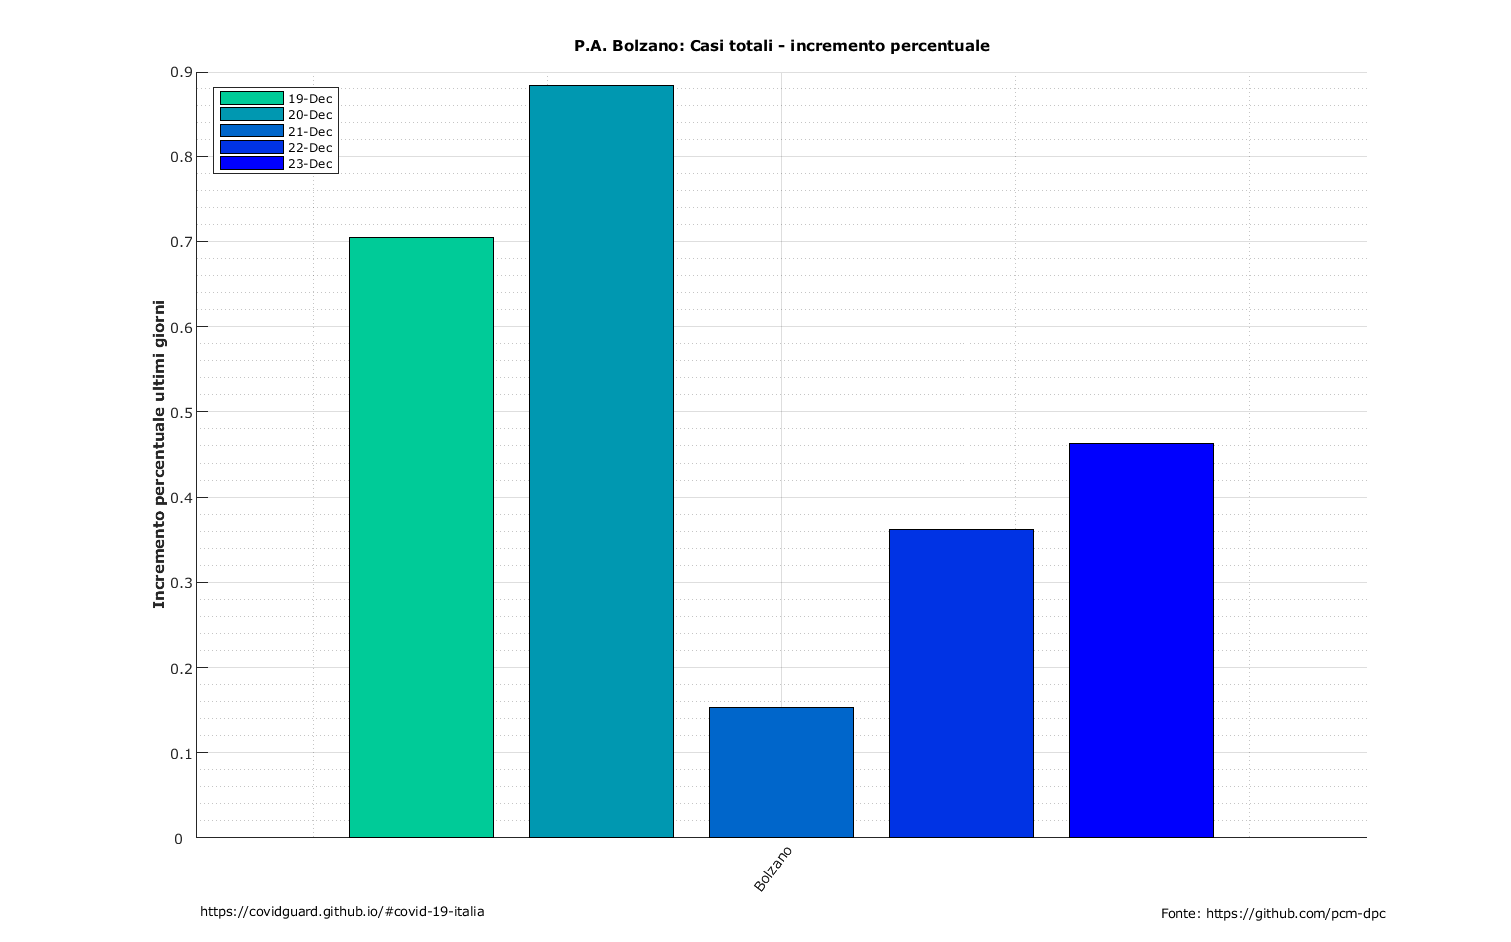 P.A. Bolzano: Casi totali - incremento percentuale
0.9
0.8
0.7
0.6
0.5
0.4
0.3
0.2
0.1
0
19-Dec
20-Dec
21-Dec
22-Dec
23-Dec
Incremento percentuale ultimi giorni
Bolzano
https://covidguard.github.io/#covid-19-italia
Fonte: https://github.com/pcm-dpc